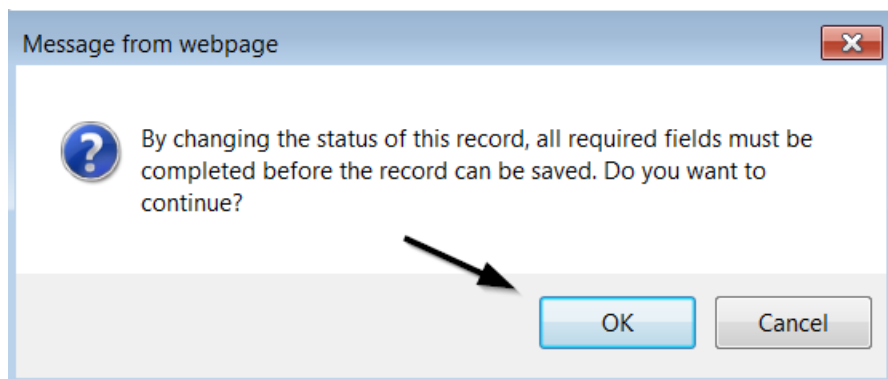 Message from webpage
By changing the status of this record, all required fields must be
completed before the record can be saved. Do you want to
continue?
OK
Cancel